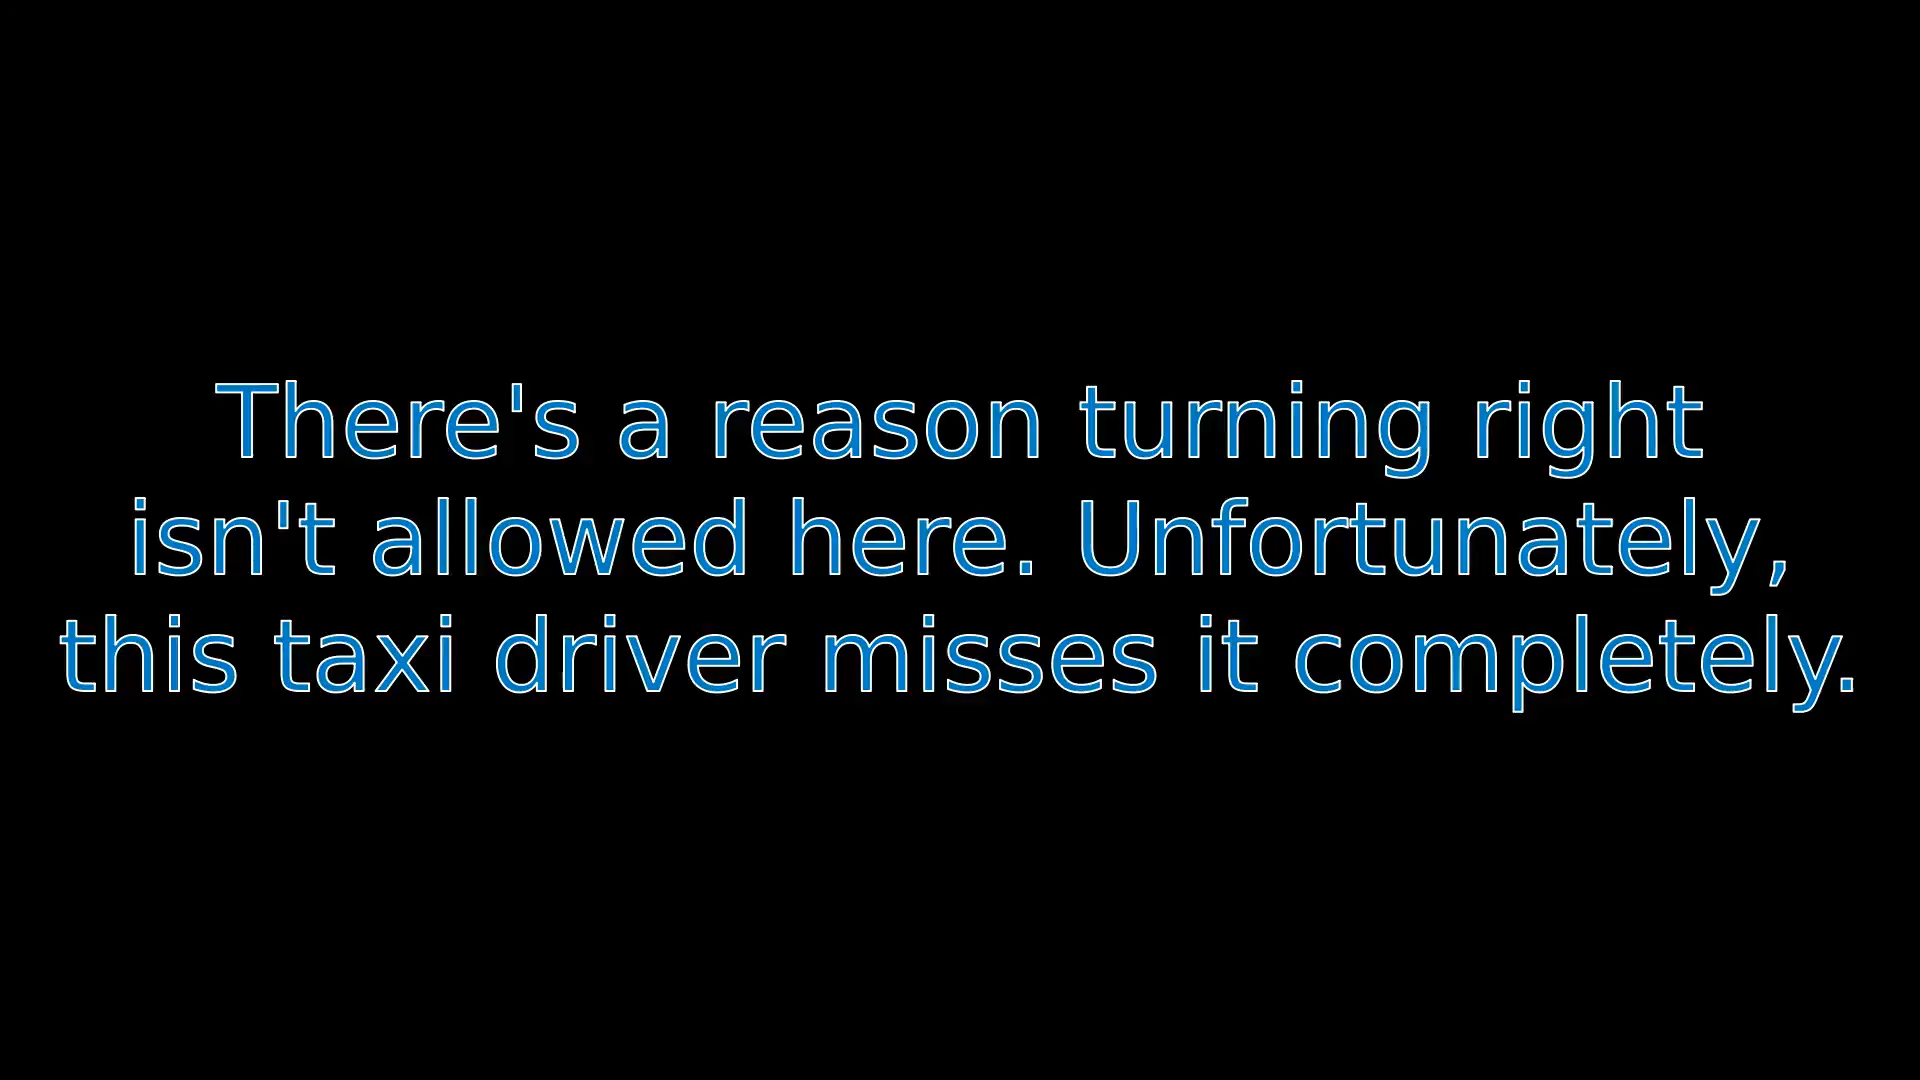 There's a reason turning right
isn't allowed here. Unfortunately,
this taxi driver misses it completely.